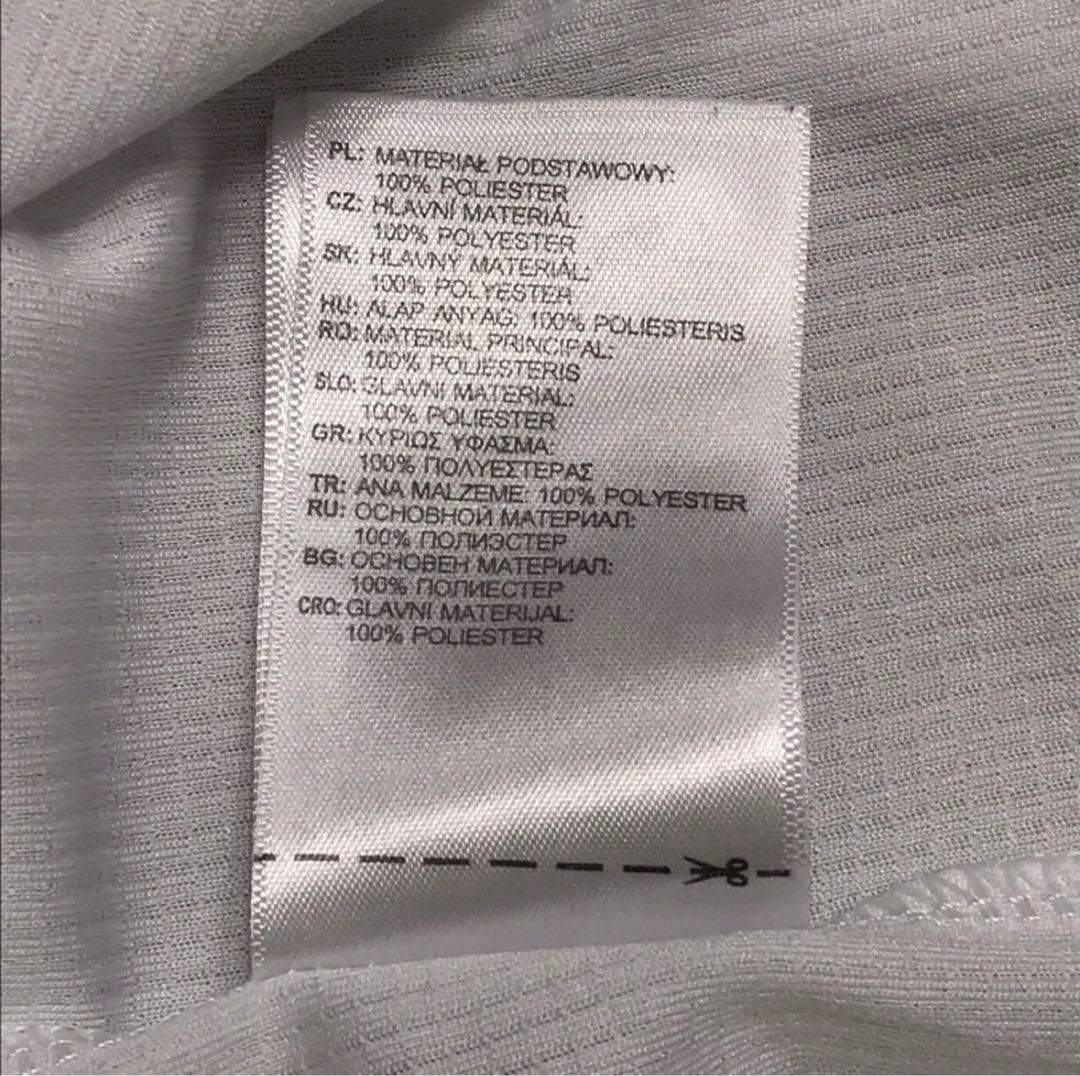 PL: MATERIAŁ PODSTAWOWY:
100% POLIESTER
CZ: HLAVNÍ MATERIÁL:
100% POLYESTER
SK: HLAVNÝ MATERIÁL:
100% POLYESTER
HU: ALAP ANYAG: 100% POLIESTERIS
RO: MATERIAL PRINCIPAL:
100% POLIESTERIS
SLO: GLAVNI MATERIAL:
100% POLIESTER
GR: ΚΥΡΙΩΣ ΥΦΑΣΜΑ:
100% ΠΟΛΥΕΣΤΕΡΑΣ
TR: ANA MALZEME: 100% POLYESTER
RU: ОСНОВНОЙ МАТЕРИАЛ:
100% ПОЛИЭСТЕР
BG: ОСНОВЕН МАТЕРИАЛ:
100% ПОЛИЕСТЕР
CRO: GLAVNI MATERIJAL:
100% POLIESTER